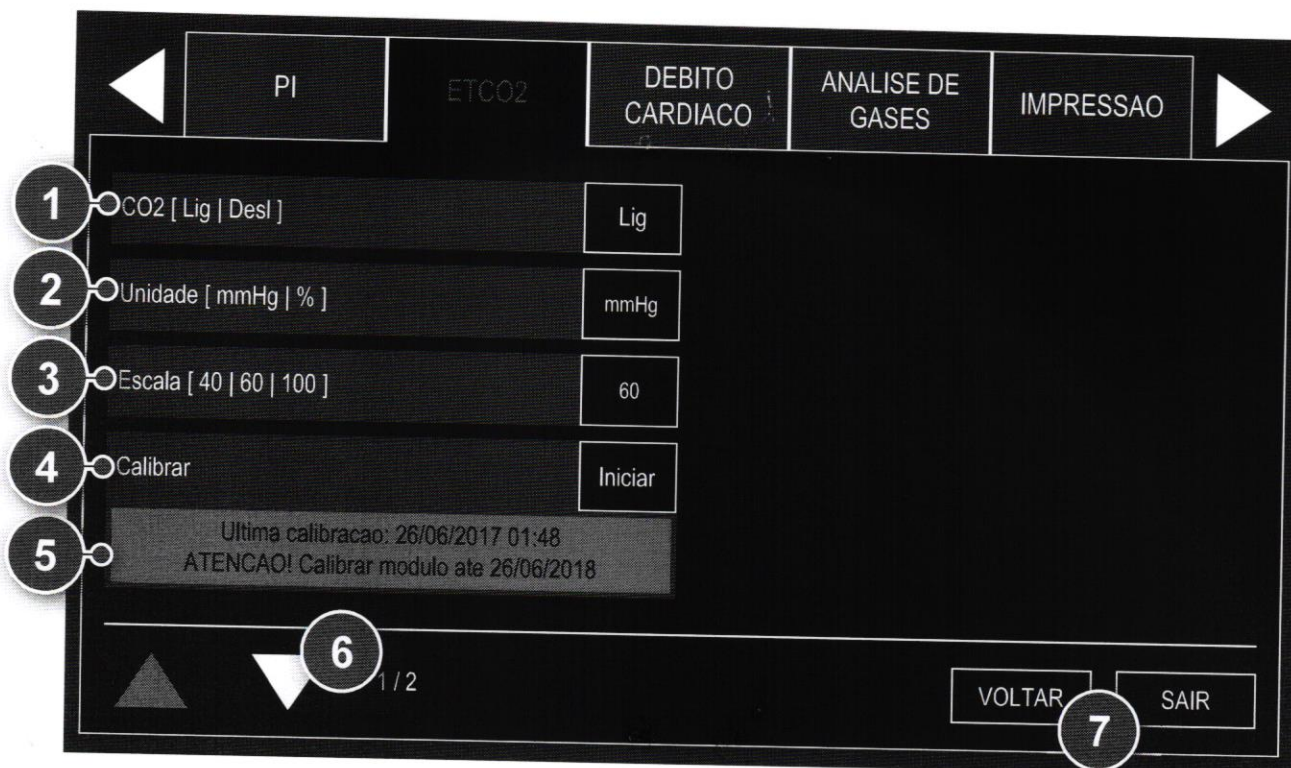 PI
ETCO2
DEBITO
CARDIACO
ANALISE DE
GASES
IMPRESSAO
1
CO2 [ Lig | Desl ]
Lig
2
Unidade [ mmHg | % ]
mmHg
3
Escala [ 40 | 60 | 100 ]
60
4
Calibrar
Iniciar
5
Ultima calibracao: 26/06/2017 01:48
ATENCAO! Calibrar modulo ate 26/06/2018
6
1 / 2
VOLTAR
7
SAIR